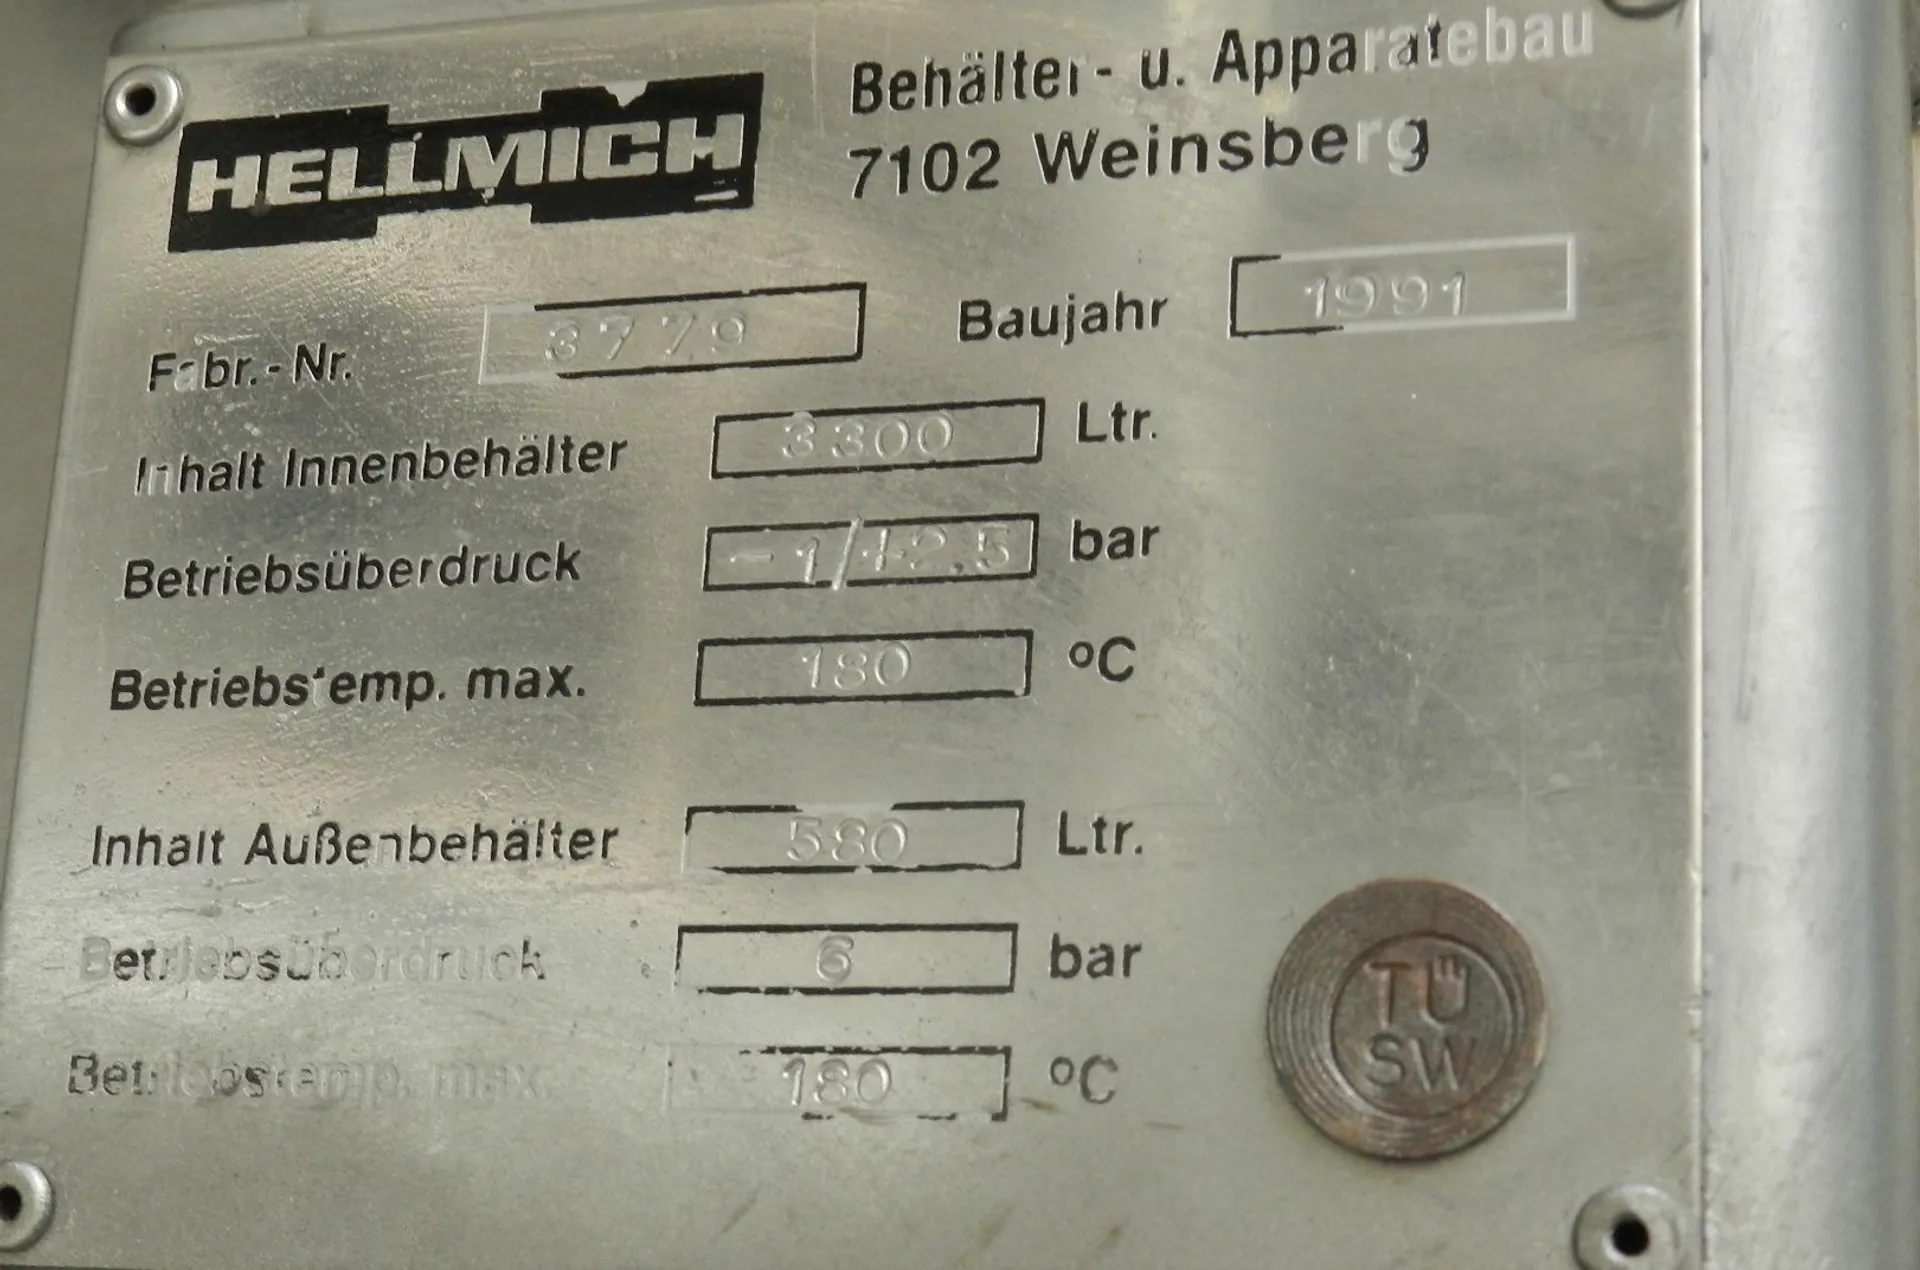 HELLMICH
Behälter- u. Apparatebau
7102 Weinsberg
Fabr.-Nr. 3779 Baujahr 1991
Inhalt Innenbehälter 3300 Ltr.
Betriebsüberdruck -1/+2.5 bar
Betriebstemp. max. 180 °C
Inhalt Außenbehälter 580 Ltr.
Betriebsüberdruck 6 bar
Betriebstemp. max. 180 °C
TÜ
SW